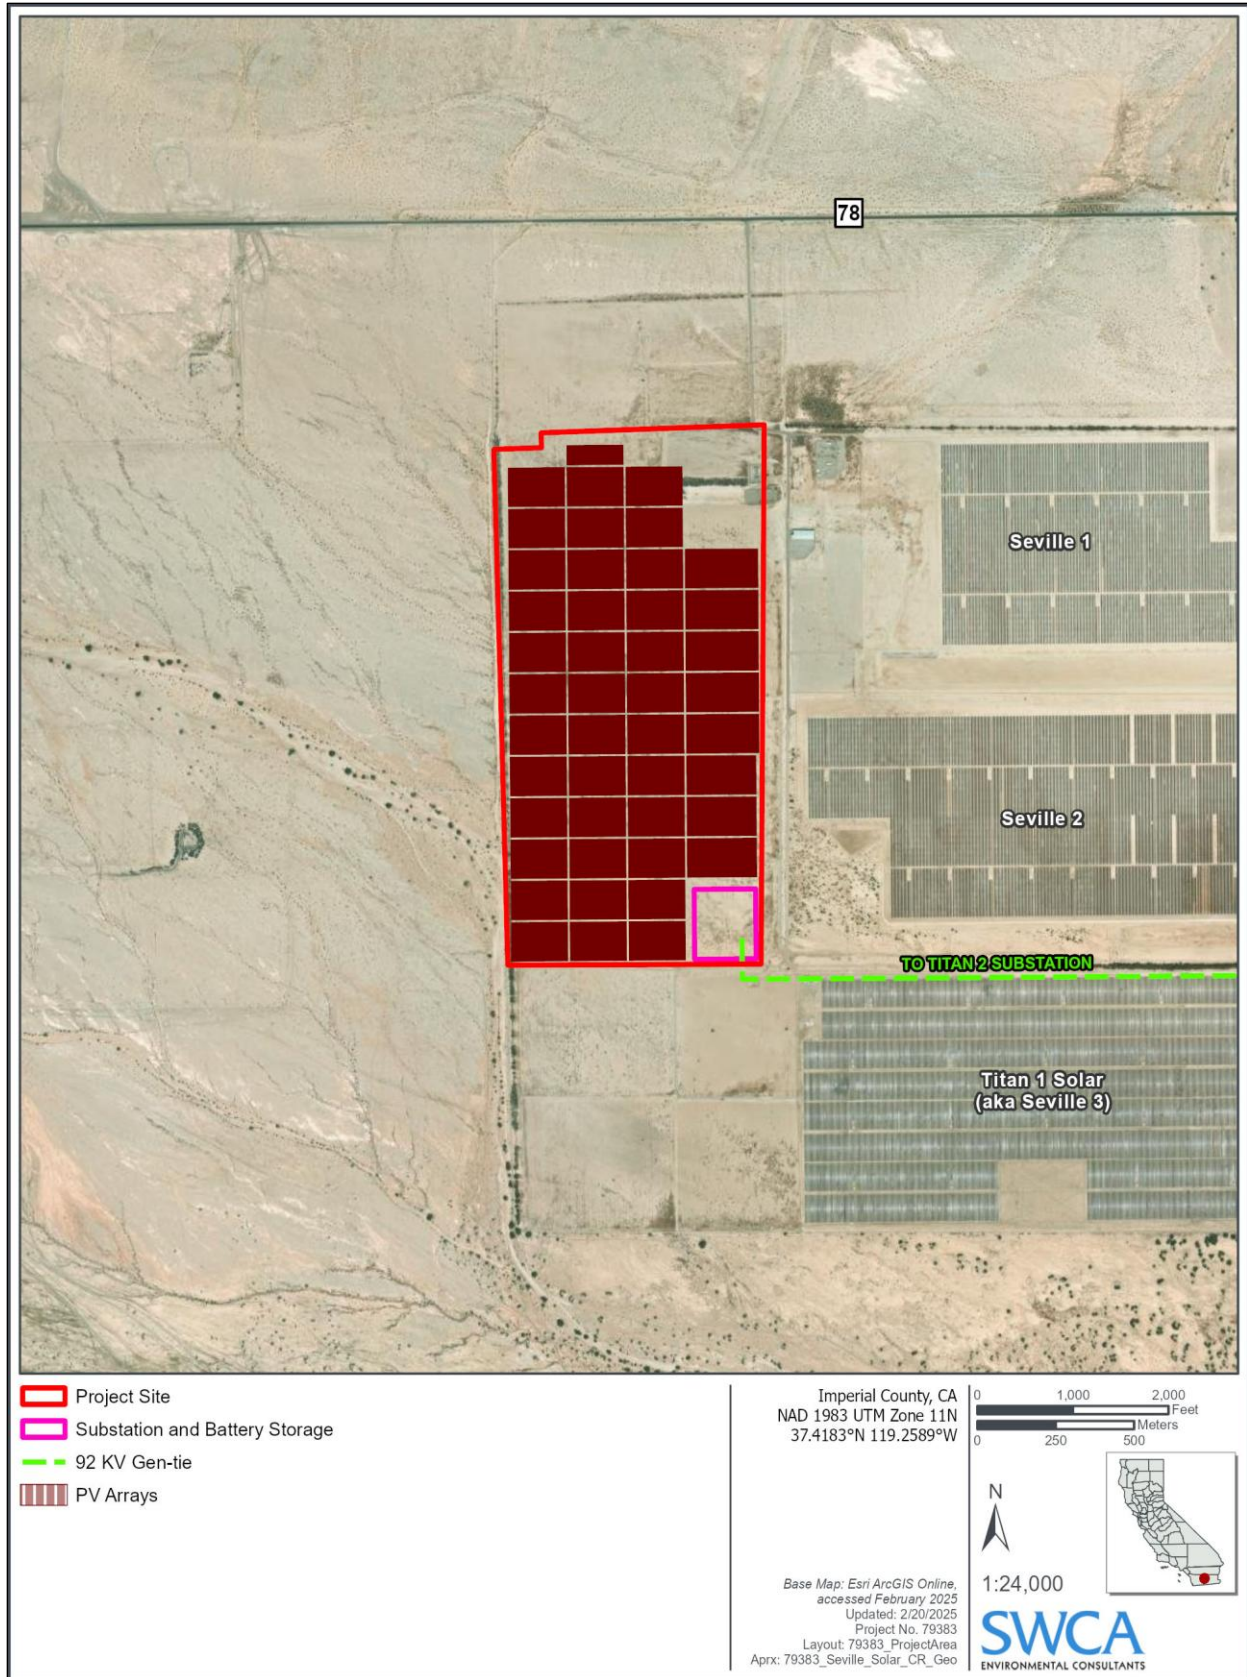 78
Seville 1
Seville 2
TO TITAN 2 SUBSTATION
Titan 1 Solar
(aka Seville 3)
Project Site
Substation and Battery Storage
92 KV Gen-tie
PV Arrays
Imperial County, CA
NAD 1983 UTM Zone 11N
37.4183°N 119.2589°W
Base Map: Esri ArcGIS Online,
accessed February 2025
Updated: 2/20/2025
Project No. 79383
Layout: 79383_ProjectArea
Aprx: 79383_Seville_Solar_CR_Geo
0 1,000 2,000
Feet
Meters
0 250 500
N
1:24,000
SWCA
ENVIRONMENTAL CONSULTANTS